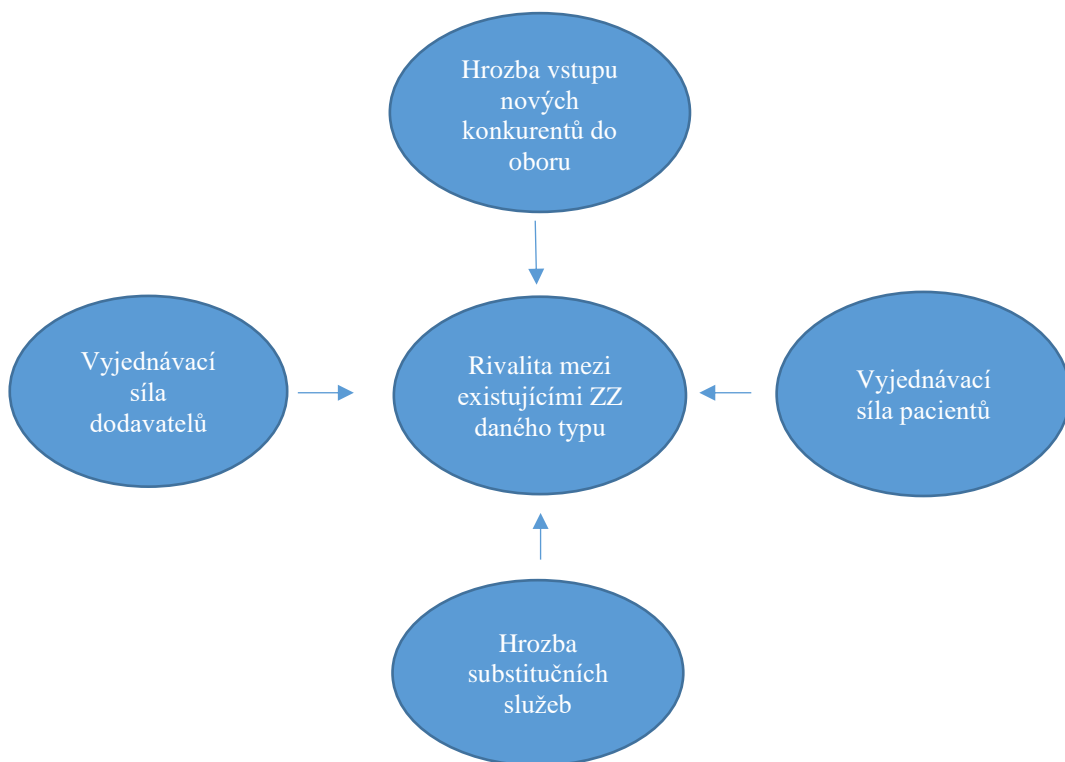 Hrozba vstupu
nových
konkurentů do
oboru
Vyjednávací
síla
dodavatelů
Rivalita mezi
existujícími ZZ
daného typu
Vyjednávací
síla pacientů
Hrozba
substitučních
služeb